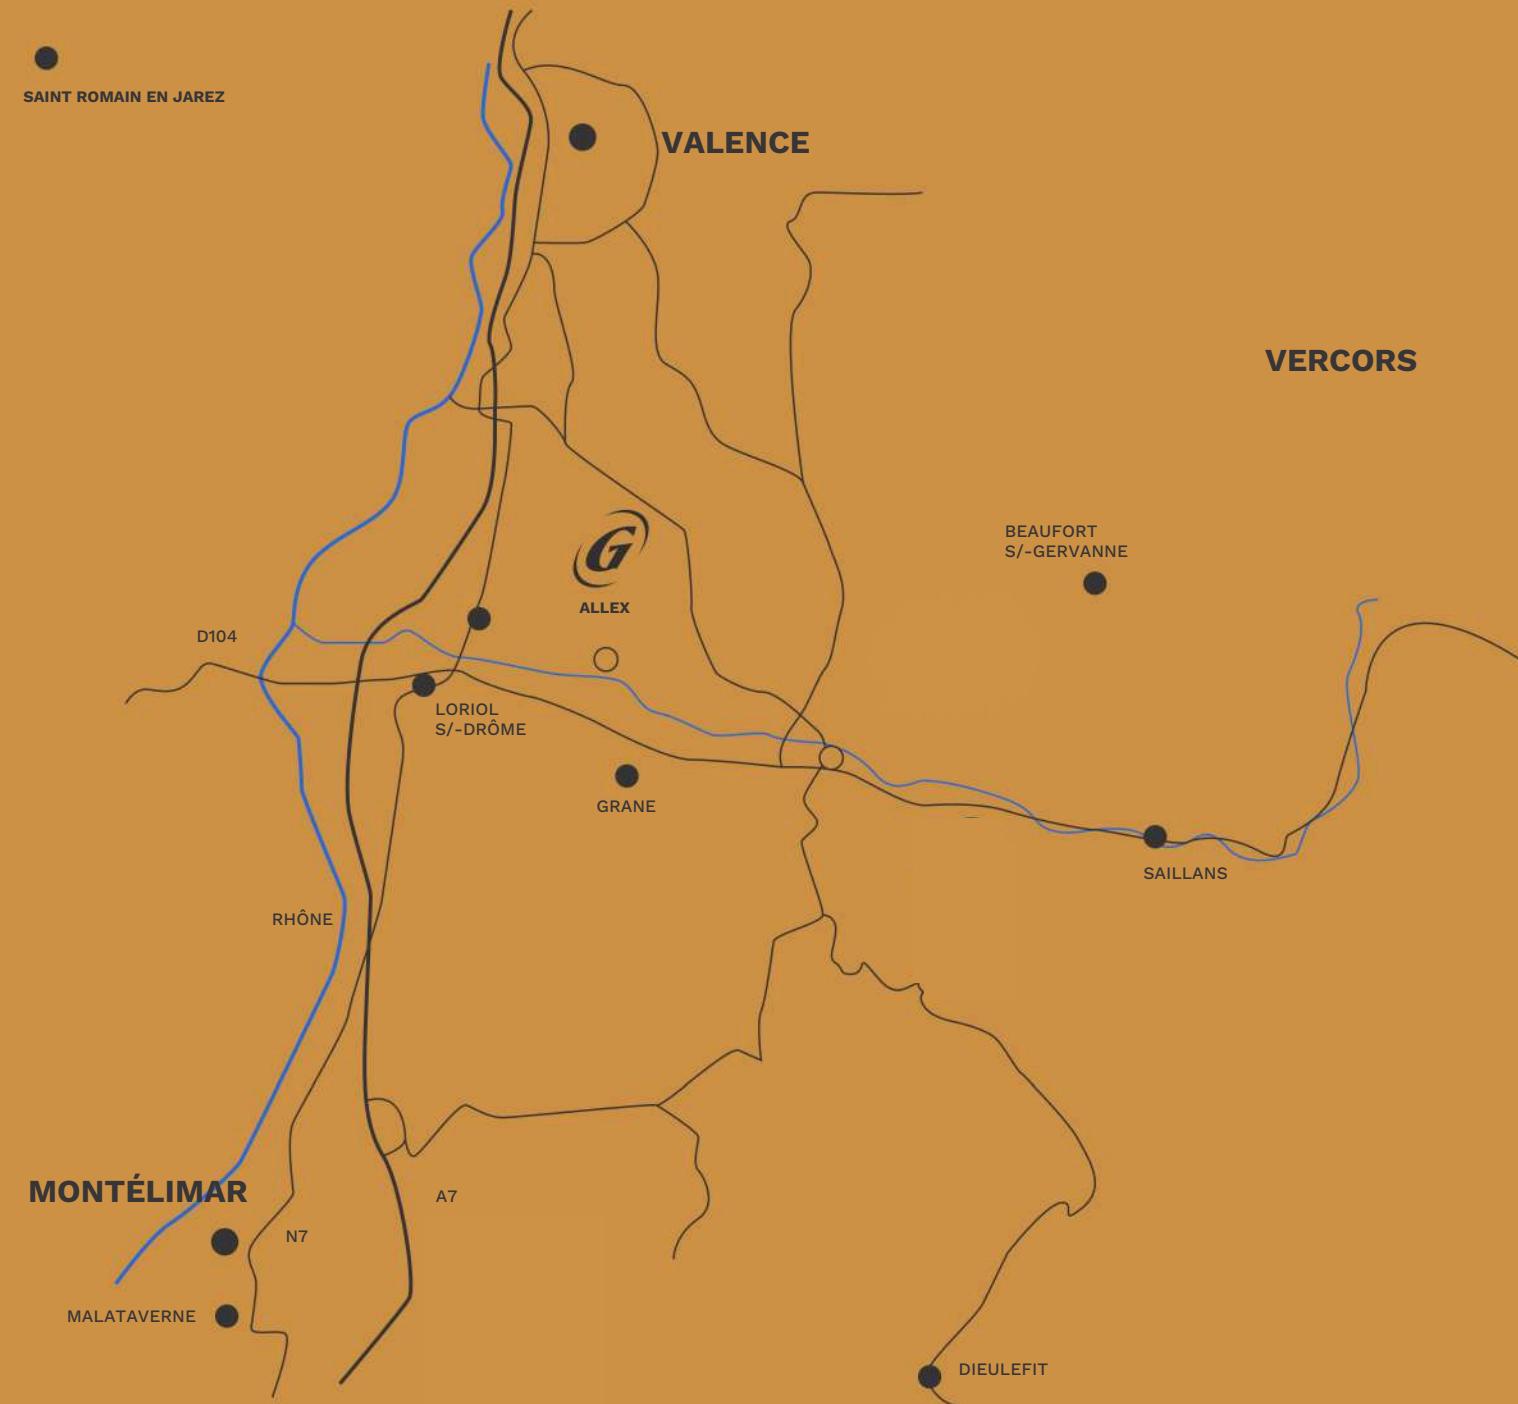 SAINT ROMAIN EN JAREZ
VALENCE
VERCORS
BEAUFORT
S/-GERVANNE
G
ALLEX
D104
LORIOL
S/-DRÔME
GRANE
SAILLANS
RHÔNE
MONTÉLIMAR
A7
N7
MALATAVERNE
DIEULEFIT